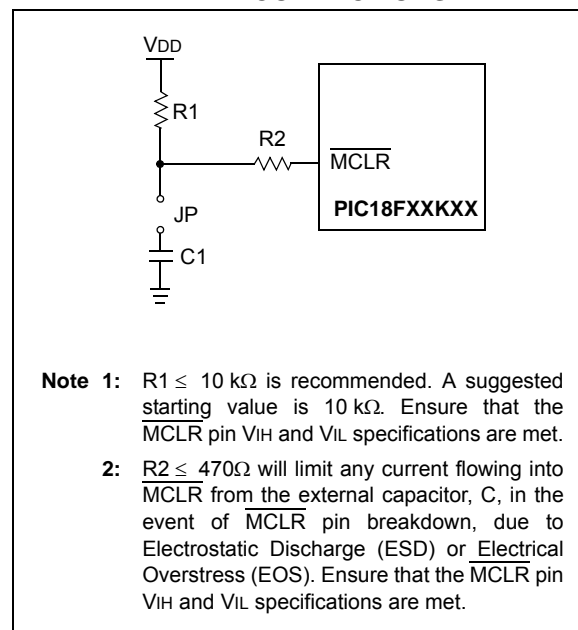 VDD
R1
R2
MCLR
JP
PIC18FXXKXX
C1
Note 1: R1 ≤ 10 kΩ is recommended. A suggested
starting value is 10 kΩ. Ensure that the
MCLR pin VIH and VIL specifications are met.
2: R2 ≤ 470Ω will limit any current flowing into
MCLR from the external capacitor, C, in the
event of MCLR pin breakdown, due to
Electrostatic Discharge (ESD) or Electrical
Overstress (EOS). Ensure that the MCLR pin
VIH and VIL specifications are met.